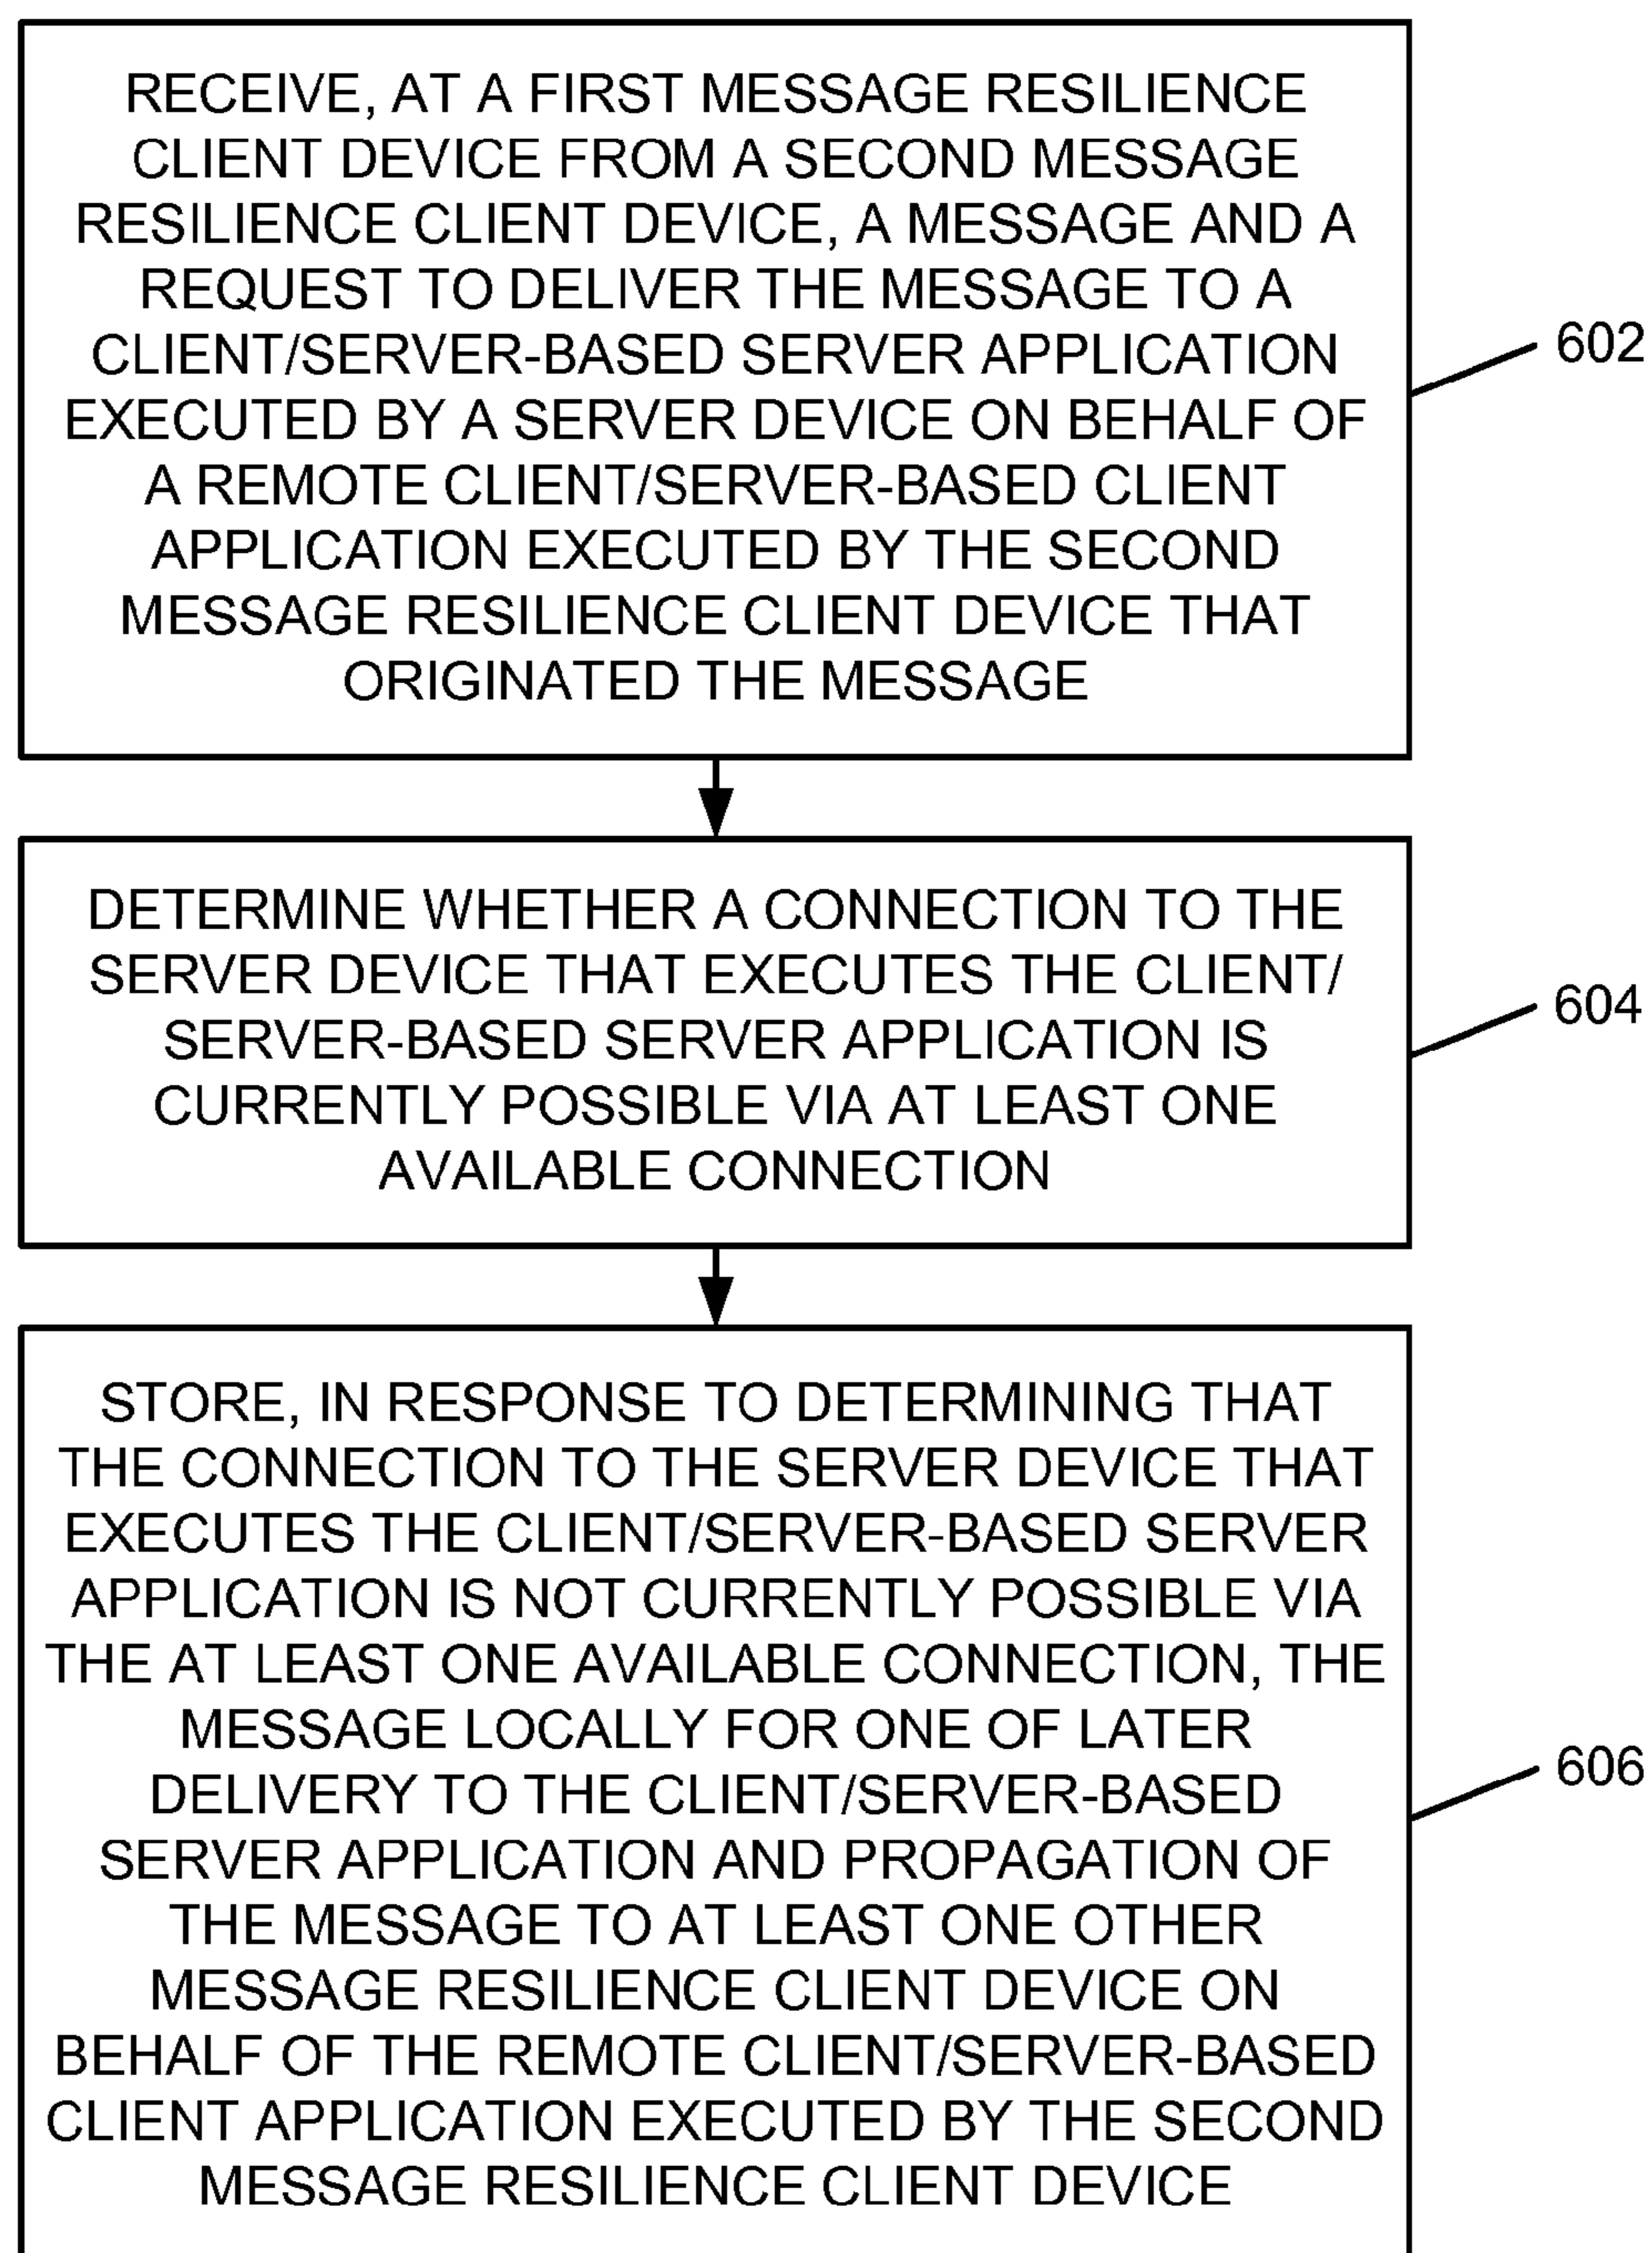 RECEIVE, AT A FIRST MESSAGE RESILIENCE
CLIENT DEVICE FROM A SECOND MESSAGE
RESILIENCE CLIENT DEVICE, A MESSAGE AND A
REQUEST TO DELIVER THE MESSAGE TO A
CLIENT/SERVER-BASED SERVER APPLICATION
EXECUTED BY A SERVER DEVICE ON BEHALF OF
A REMOTE CLIENT/SERVER-BASED CLIENT
APPLICATION EXECUTED BY THE SECOND
MESSAGE RESILIENCE CLIENT DEVICE THAT
ORIGINATED THE MESSAGE
602
DETERMINE WHETHER A CONNECTION TO THE
SERVER DEVICE THAT EXECUTES THE CLIENT/
SERVER-BASED SERVER APPLICATION IS
CURRENTLY POSSIBLE VIA AT LEAST ONE
AVAILABLE CONNECTION
604
STORE, IN RESPONSE TO DETERMINING THAT
THE CONNECTION TO THE SERVER DEVICE THAT
EXECUTES THE CLIENT/SERVER-BASED SERVER
APPLICATION IS NOT CURRENTLY POSSIBLE VIA
THE AT LEAST ONE AVAILABLE CONNECTION, THE
MESSAGE LOCALLY FOR ONE OF LATER
DELIVERY TO THE CLIENT/SERVER-BASED
SERVER APPLICATION AND PROPAGATION OF
THE MESSAGE TO AT LEAST ONE OTHER
MESSAGE RESILIENCE CLIENT DEVICE ON
BEHALF OF THE REMOTE CLIENT/SERVER-BASED
CLIENT APPLICATION EXECUTED BY THE SECOND
MESSAGE RESILIENCE CLIENT DEVICE
606